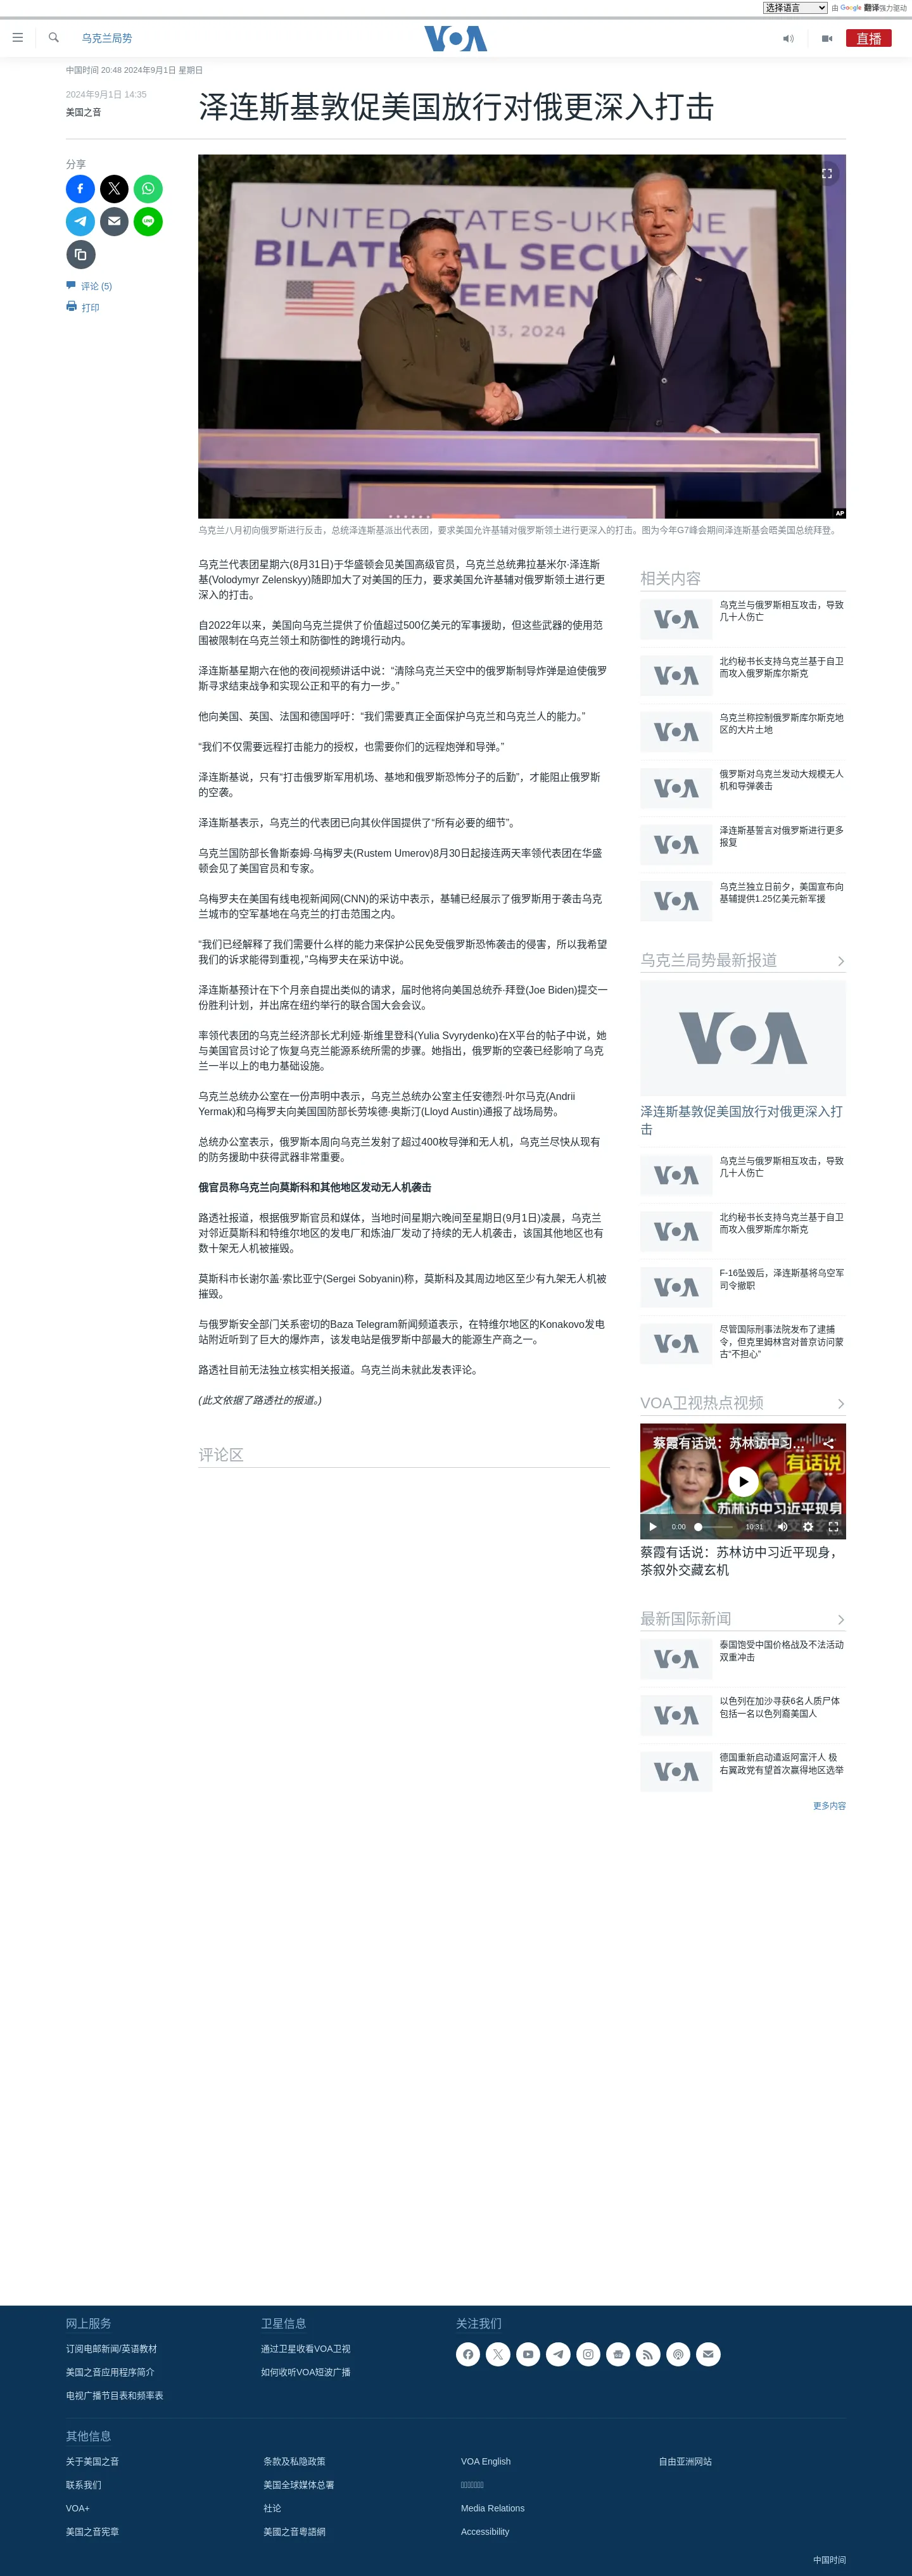 选择语言 由 Google 翻译强力驱动
乌克兰局势
VOA
直播
中国时间 20:48 2024年9月1日 星期日
2024年9月1日 14:35
美国之音
泽连斯基敦促美国放行对俄更深入打击
分享
评论 (5)
打印
UNITED STATES-UKRAINE
BILATERAL SECURITY
AGREEMENT
13, 2024
AP
乌克兰八月初向俄罗斯进行反击，总统泽连斯基派出代表团，要求美国允许基辅对俄罗斯领土进行更深入的打击。图为今年G7峰会期间泽连斯基会晤美国总统拜登。
乌克兰代表团星期六(8月31日)于华盛顿会见美国高级官员，乌克兰总统弗拉基米尔·泽连斯
基(Volodymyr Zelenskyy)随即加大了对美国的压力，要求美国允许基辅对俄罗斯领土进行更
深入的打击。
自2022年以来，美国向乌克兰提供了价值超过500亿美元的军事援助，但这些武器的使用范
围被限制在乌克兰领土和防御性的跨境行动内。
泽连斯基星期六在他的夜间视频讲话中说：“清除乌克兰天空中的俄罗斯制导炸弹是迫使俄罗
斯寻求结束战争和实现公正和平的有力一步。”
他向美国、英国、法国和德国呼吁：“我们需要真正全面保护乌克兰和乌克兰人的能力。”
“我们不仅需要远程打击能力的授权，也需要你们的远程炮弹和导弹。”
泽连斯基说，只有“打击俄罗斯军用机场、基地和俄罗斯恐怖分子的后勤”，才能阻止俄罗斯
的空袭。
泽连斯基表示，乌克兰的代表团已向其伙伴国提供了“所有必要的细节”。
乌克兰国防部长鲁斯泰姆·乌梅罗夫(Rustem Umerov)8月30日起接连两天率领代表团在华盛
顿会见了美国官员和专家。
乌梅罗夫在美国有线电视新闻网(CNN)的采访中表示，基辅已经展示了俄罗斯用于袭击乌克
兰城市的空军基地在乌克兰的打击范围之内。
“我们已经解释了我们需要什么样的能力来保护公民免受俄罗斯恐怖袭击的侵害，所以我希望
我们的诉求能得到重视，”乌梅罗夫在采访中说。
泽连斯基预计在下个月亲自提出类似的请求，届时他将向美国总统乔·拜登(Joe Biden)提交一
份胜利计划，并出席在纽约举行的联合国大会会议。
率领代表团的乌克兰经济部长尤利娅·斯维里登科(Yulia Svyrydenko)在X平台的帖子中说，她
与美国官员讨论了恢复乌克兰能源系统所需的步骤。她指出，俄罗斯的空袭已经影响了乌克
兰一半以上的电力基础设施。
乌克兰总统办公室在一份声明中表示，乌克兰总统办公室主任安德烈·叶尔马克(Andrii
Yermak)和乌梅罗夫向美国国防部长劳埃德·奥斯汀(Lloyd Austin)通报了战场局势。
总统办公室表示，俄罗斯本周向乌克兰发射了超过400枚导弹和无人机，乌克兰尽快从现有
的防务援助中获得武器非常重要。
俄官员称乌克兰向莫斯科和其他地区发动无人机袭击
路透社报道，根据俄罗斯官员和媒体，当地时间星期六晚间至星期日(9月1日)凌晨，乌克兰
对邻近莫斯科和特维尔地区的发电厂和炼油厂发动了持续的无人机袭击，该国其他地区也有
数十架无人机被摧毁。
莫斯科市长谢尔盖·索比亚宁(Sergei Sobyanin)称，莫斯科及其周边地区至少有九架无人机被
摧毁。
与俄罗斯安全部门关系密切的Baza Telegram新闻频道表示，在特维尔地区的Konakovo发电
站附近听到了巨大的爆炸声，该发电站是俄罗斯中部最大的能源生产商之一。
路透社目前无法独立核实相关报道。乌克兰尚未就此发表评论。
(此文依据了路透社的报道。)
评论区
相关内容
VOA 乌克兰与俄罗斯相互攻击，导致
几十人伤亡
VOA 北约秘书长支持乌克兰基于自卫
而攻入俄罗斯库尔斯克
VOA 乌克兰称控制俄罗斯库尔斯克地
区的大片土地
VOA 俄罗斯对乌克兰发动大规模无人
机和导弹袭击
VOA 泽连斯基誓言对俄罗斯进行更多
报复
VOA 乌克兰独立日前夕，美国宣布向
基辅提供1.25亿美元新军援
乌克兰局势最新报道
VOA
泽连斯基敦促美国放行对俄更深入打
击
VOA 乌克兰与俄罗斯相互攻击，导致
几十人伤亡
VOA 北约秘书长支持乌克兰基于自卫
而攻入俄罗斯库尔斯克
VOA F-16坠毁后，泽连斯基将乌空军
司令撤职
VOA 尽管国际刑事法院发布了逮捕
令，但克里姆林宫对普京访问蒙
古“不担心”
VOA卫视热点视频
蔡霞有话说：苏林访中习...
有话说
苏林访中习近平现身
0:00 10:31
蔡霞有话说：苏林访中习近平现身，
茶叙外交藏玄机
最新国际新闻
VOA 泰国饱受中国价格战及不法活动
双重冲击
VOA 以色列在加沙寻获6名人质尸体
包括一名以色列裔美国人
VOA 德国重新启动遣返阿富汗人 极
右翼政党有望首次赢得地区选举
更多内容
网上服务
订阅电邮新闻/英语教材
美国之音应用程序简介
电视广播节目表和频率表
卫星信息
通过卫星收看VOA卫视
如何收听VOA短波广播
关注我们
其他信息
关于美国之音 条款及私隐政策 VOA English 自由亚洲网站
联系我们 美国全球媒体总署
VOA+ 社论 Media Relations
美国之音宪章 美國之音粵語網 Accessibility
中国时间